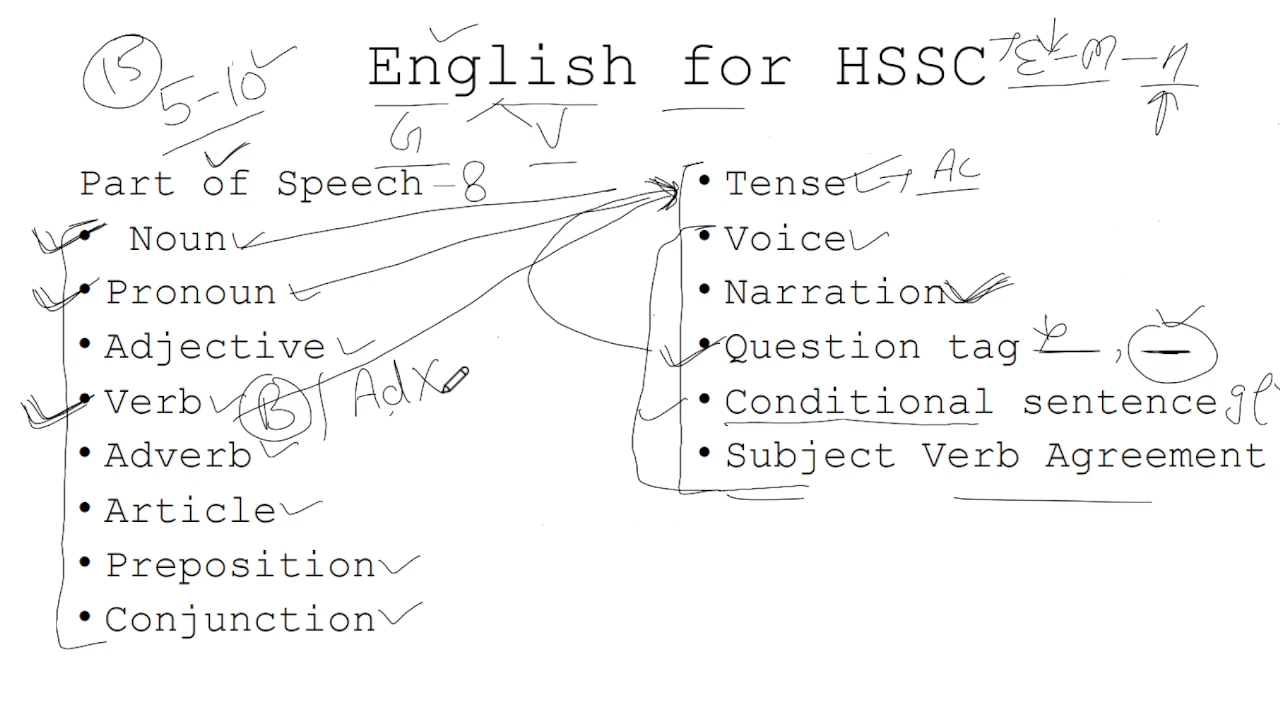 English for HSSC E-M-H
15
5-10
G V
Part of Speech-8
• Noun
• Pronoun
• Adjective
• Verb B Adx
• Adverb
• Article
• Preposition
• Conjunction
• Tense AC
• Voice
• Narration
• Question tag ,
• Conditional sentence
• Subject Verb Agreement